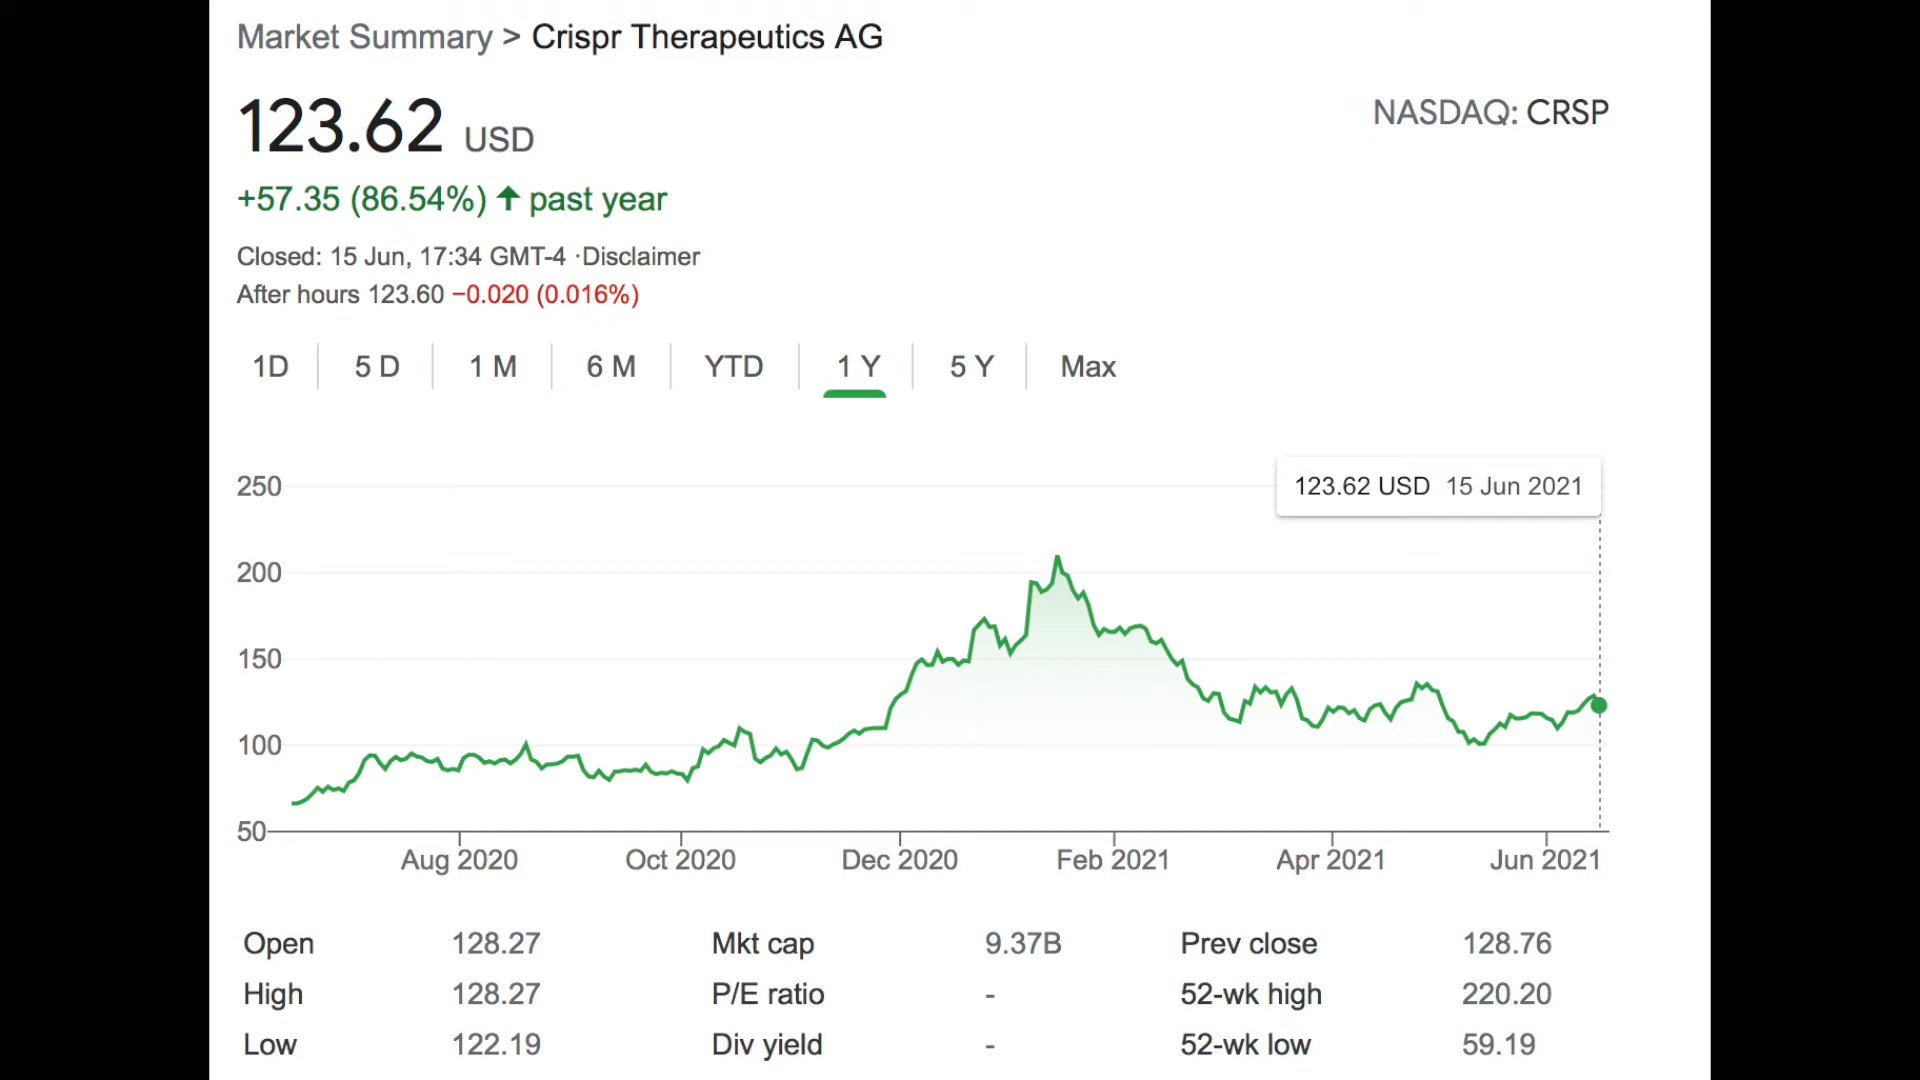 Market Summary > Crispr Therapeutics AG
123.62 USD
NASDAQ: CRSP
+57.35 (86.54%) ↑ past year
Closed: 15 Jun, 17:34 GMT-4 ·Disclaimer
After hours 123.60 −0.020 (0.016%)
1D 5 D 1 M 6 M YTD 1 Y 5 Y Max
123.62 USD 15 Jun 2021
250
200
150
100
50
Aug 2020 Oct 2020 Dec 2020 Feb 2021 Apr 2021 Jun 2021
Open 128.27 Mkt cap 9.37B Prev close 128.76
High 128.27 P/E ratio - 52-wk high 220.20
Low 122.19 Div yield - 52-wk low 59.19